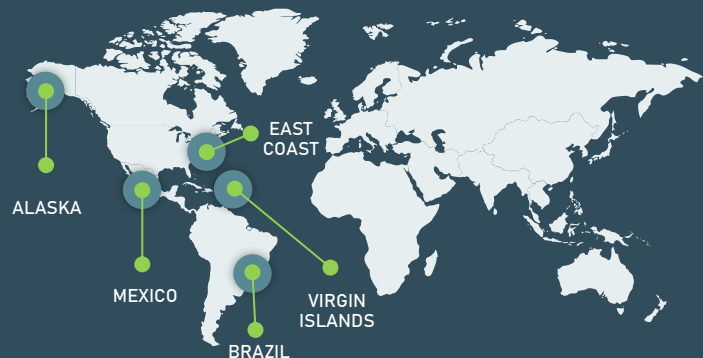 EAST
COAST
ALASKA
MEXICO
VIRGIN
ISLANDS
BRAZIL